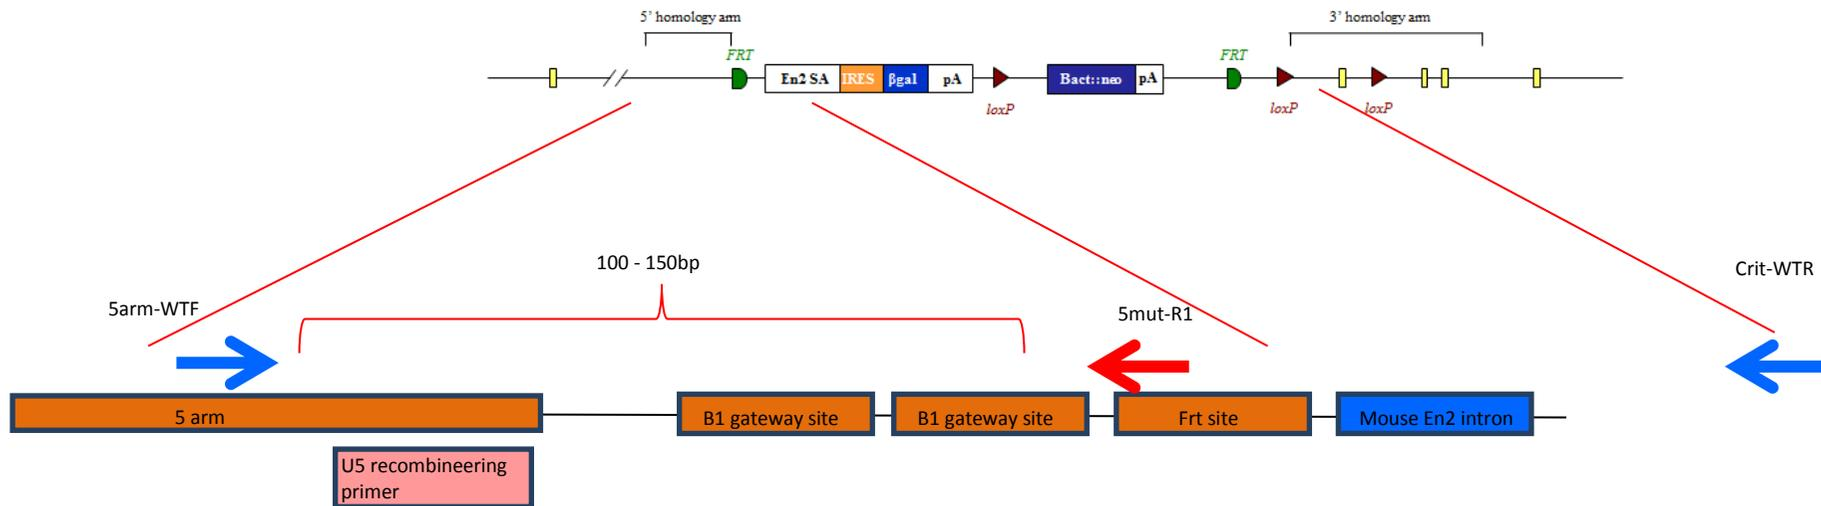 5' homology arm
3' homology arm
FRT
FRT
En2 SA
IRES
βgal
pA
Bact::neo
pA
loxP
loxP
loxP
100 - 150bp
Crit-WTR
5arm-WTF
5mut-R1
5 arm
B1 gateway site
B1 gateway site
Frt site
Mouse En2 intron
U5 recombineering
primer